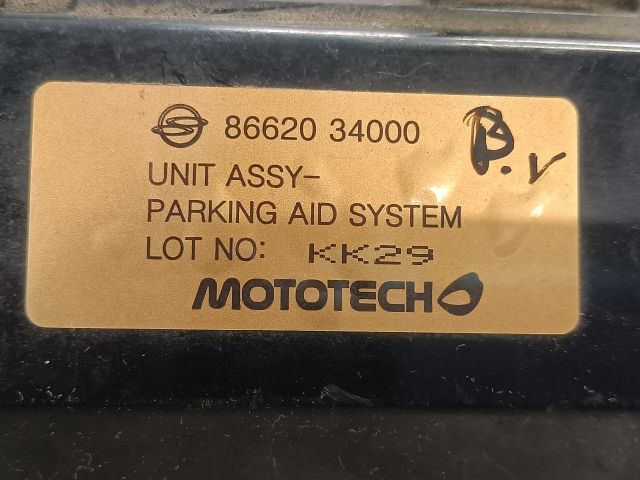 86620 34000
B.V
UNIT ASSY-
PARKING AID SYSTEM
LOT NO: KK29
MOTOTECH